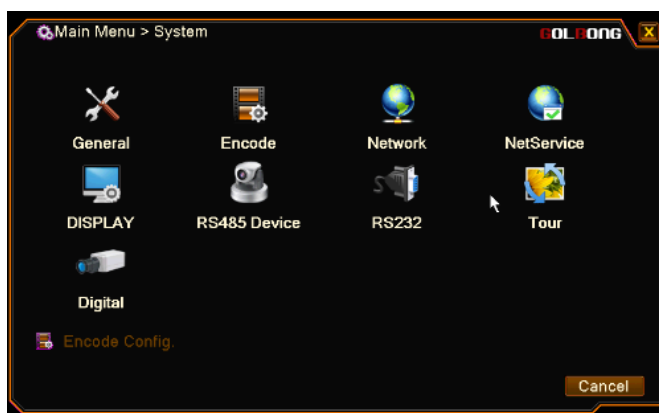 Main Menu > System
GOLBONG
X
General Encode Network NetService
DISPLAY RS485 Device RS232 Tour
Digital
Encode Config.
Cancel